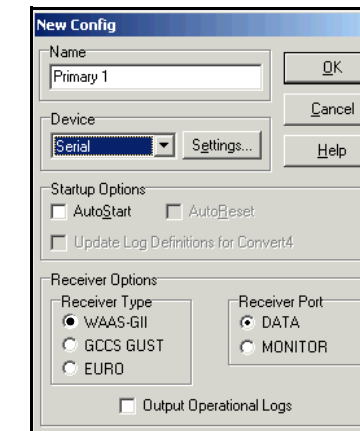 New Config
Name
Primary 1
OK
Cancel
Device
Serial
Settings...
Help
Startup Options
AutoStart
AutoReset
Update Log Definitions for Convert4
Receiver Options
Receiver Type
Receiver Port
WAAS-GII
DATA
GCCS GUST
MONITOR
EURO
Output Operational Logs